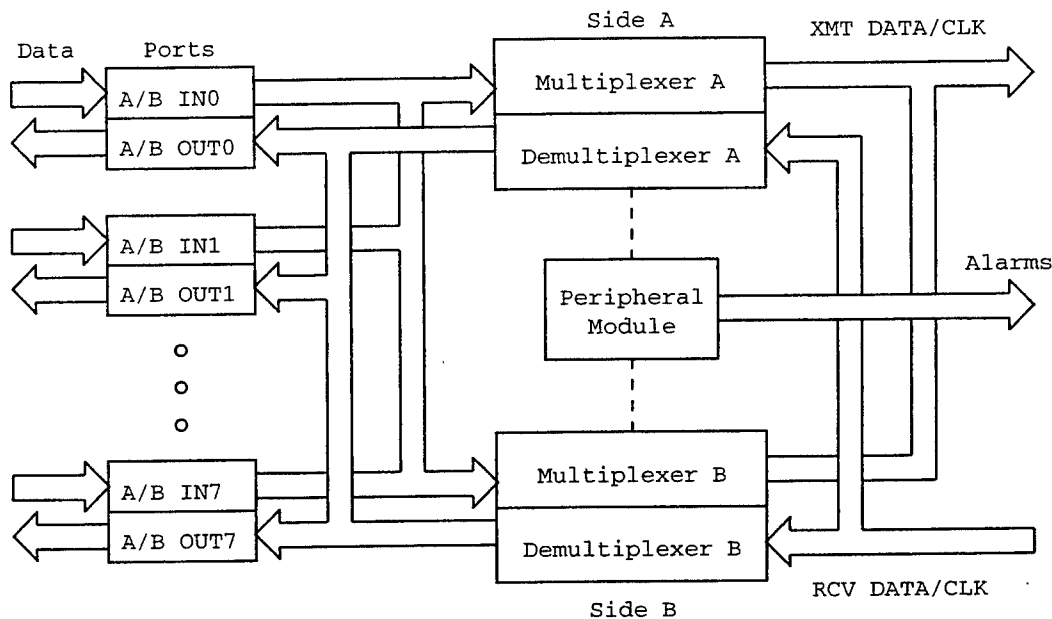 Side A
XMT DATA/CLK
Data
Ports
A/B IN0
A/B OUT0
Multiplexer A
Demultiplexer A
A/B IN1
A/B OUT1
Peripheral
Module
Alarms
A/B IN7
A/B OUT7
Multiplexer B
Demultiplexer B
RCV DATA/CLK
Side B